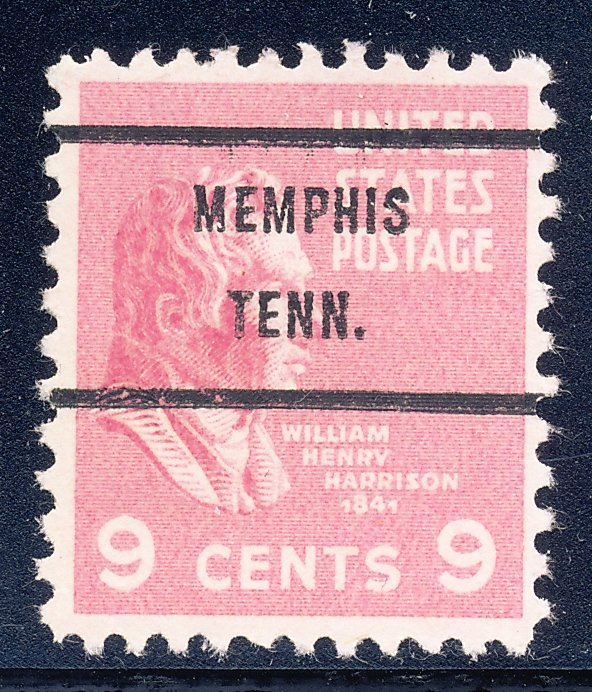 UNITED
STATES
POSTAGE
MEMPHIS
TENN.
WILLIAM
HENRY
HARRISON
1841
9 CENTS 9